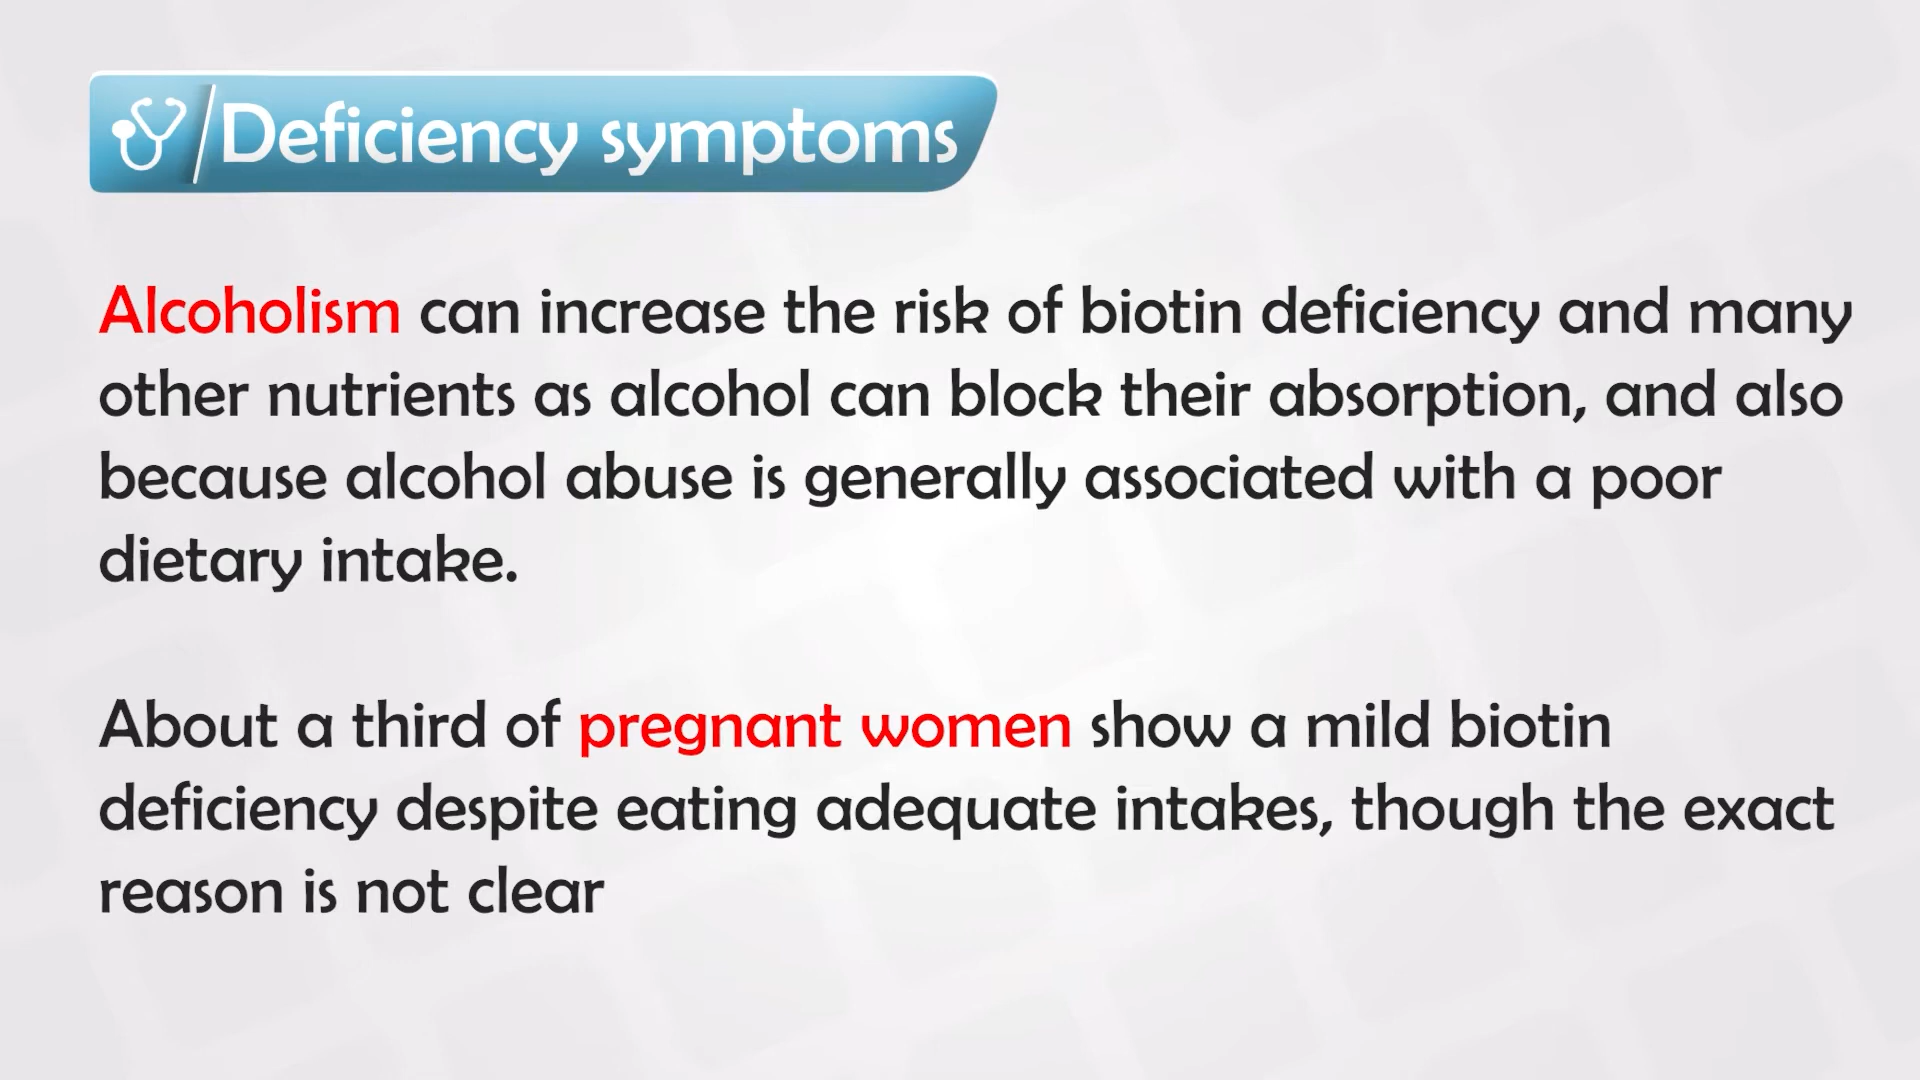 Deficiency symptoms
Alcoholism can increase the risk of biotin deficiency and many
other nutrients as alcohol can block their absorption, and also
because alcohol abuse is generally associated with a poor
dietary intake.
About a third of pregnant women show a mild biotin
deficiency despite eating adequate intakes, though the exact
reason is not clear